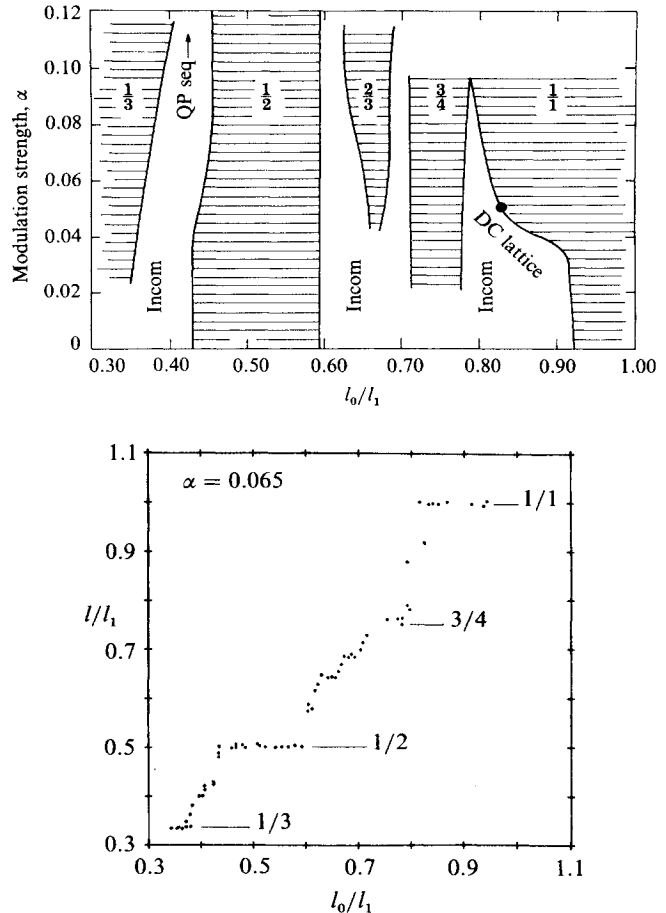 0.12
0.10
0.08
0.06
0.04
0.02
0
Modulation strength, α
1/3
QP seq →
1/2
2/3
3/4
1/1
Incom
Incom
Incom
DC lattice
0.30 0.40 0.50 0.60 0.70 0.80 0.90 1.00
l₀/l₁
1.1
0.9
0.7
0.5
0.3
l/l₁
α = 0.065
1/1
3/4
1/2
1/3
0.3 0.5 0.7 0.9 1.1
l₀/l₁